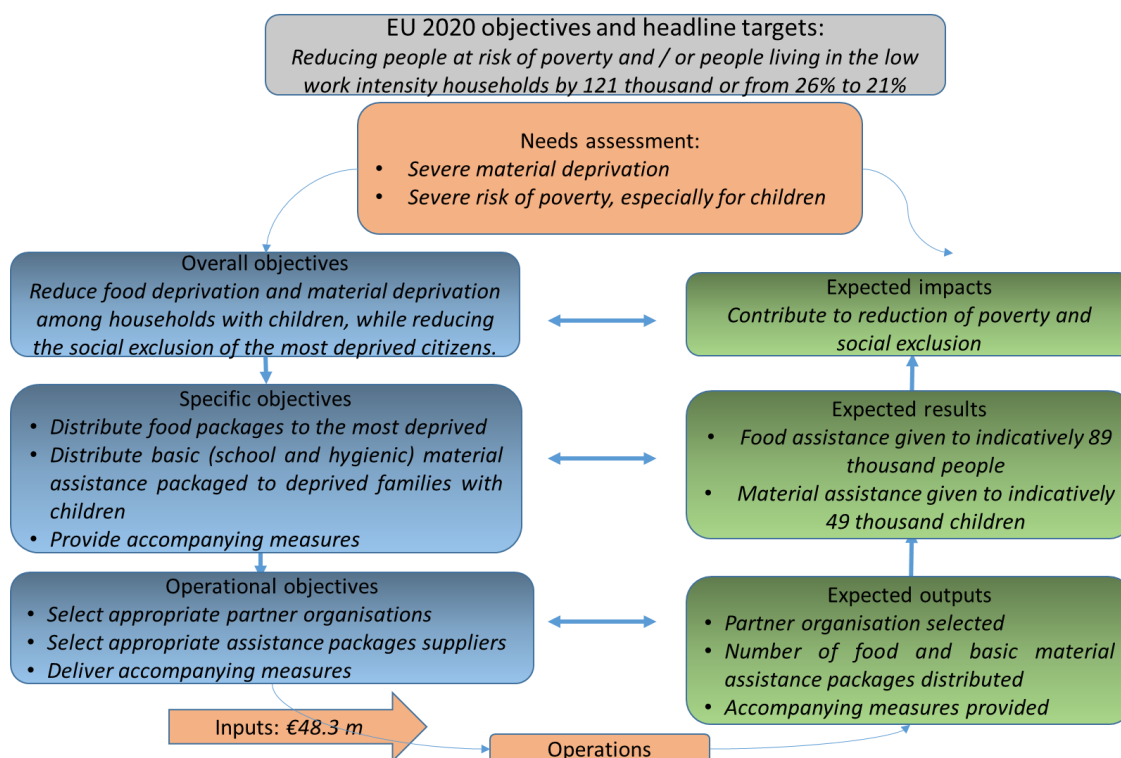 EU 2020 objectives and headline targets:
Reducing people at risk of poverty and / or people living in the low
work intensity households by 121 thousand or from 26% to 21%
Needs assessment:
• Severe material deprivation
• Severe risk of poverty, especially for children
Overall objectives
Reduce food deprivation and material deprivation
among households with children, while reducing
the social exclusion of the most deprived citizens.
Expected impacts
Contribute to reduction of poverty and
social exclusion
Specific objectives
• Distribute food packages to the most deprived
• Distribute basic (school and hygienic) material
assistance packaged to deprived families with
children
• Provide accompanying measures
Expected results
• Food assistance given to indicatively 89
thousand people
• Material assistance given to indicatively
49 thousand children
Operational objectives
• Select appropriate partner organisations
• Select appropriate assistance packages suppliers
• Deliver accompanying measures
Expected outputs
• Partner organisation selected
• Number of food and basic material
assistance packages distributed
• Accompanying measures provided
Inputs: €48.3 m
Operations